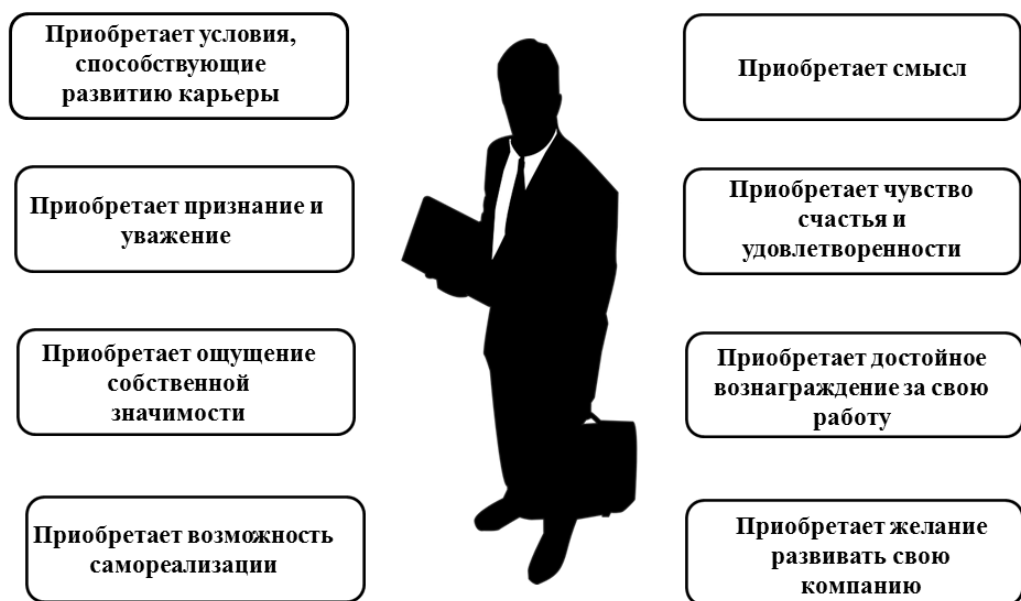 Приобретает условия,
способствующие
развитию карьеры
Приобретает признание и
уважение
Приобретает ощущение
собственной
значимости
Приобретает возможность
самореализации
Приобретает смысл
Приобретает чувство
счастья и
удовлетворенности
Приобретает достойное
вознаграждение за свою
работу
Приобретает желание
развивать свою
компанию